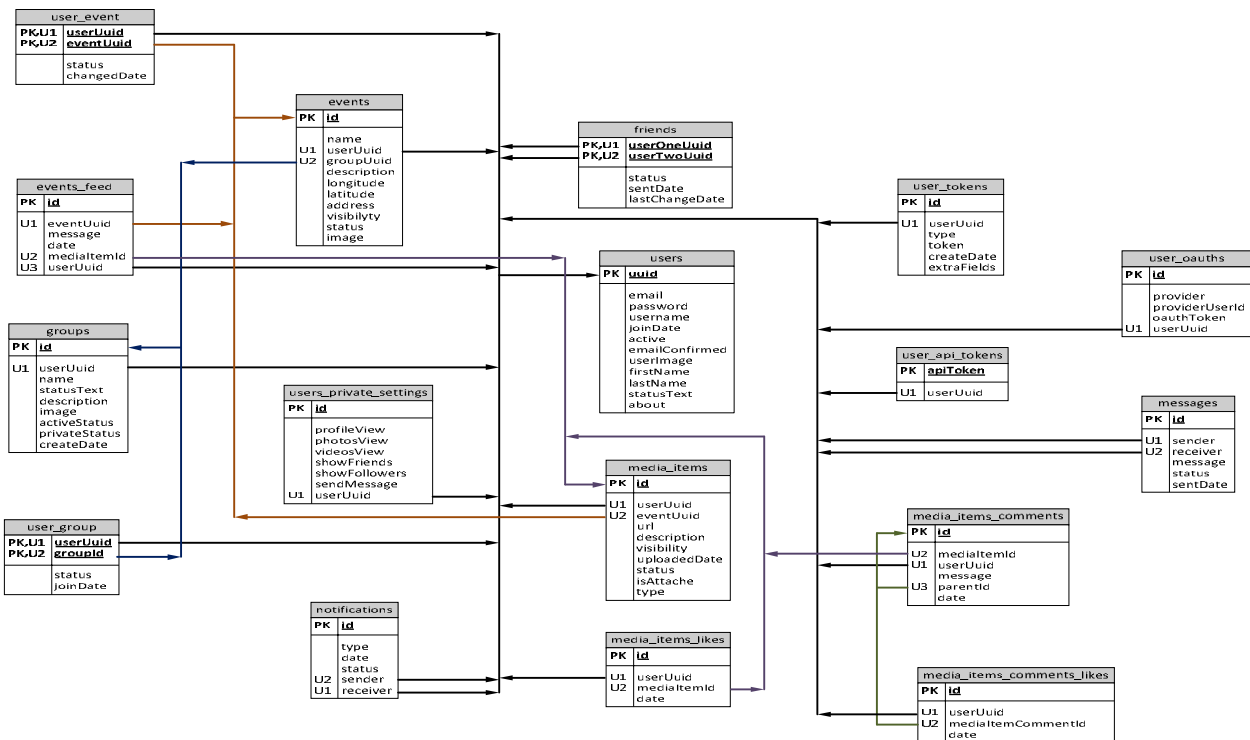 user_event
PK,U1 userUuid
PK,U2 eventUuid
status
changedDate
events
PK id
name
U1 userUuid
U2 groupUuid
description
longitude
latitude
address
visibilyty
status
image
friends
PK,U1 userOneUuid
PK,U2 userTwoUuid
status
sentDate
lastChangeDate
events_feed
PK id
U1 eventUuid
message
date
U2 mediaItemId
U3 userUuid
user_tokens
PK id
U1 userUuid
type
token
createDate
extraFields
users
PK uuid
email
password
username
joinDate
active
emailConfirmed
userImage
firstName
lastName
statusText
about
user_oauths
PK id
provider
providerUserId
oauthToken
U1 userUuid
groups
PK id
U1 userUuid
name
statusText
description
image
activeStatus
privateStatus
createDate
user_api_tokens
PK apiToken
U1 userUuid
users_private_settings
PK id
profileView
photosView
videosView
showFriends
showFollowers
sendMessage
U1 userUuid
messages
PK id
U1 sender
U2 receiver
message
status
sentDate
media_items
PK id
U1 userUuid
U2 eventUuid
url
description
visibility
uploadedDate
status
isAttache
type
user_group
PK,U1 userUuid
PK,U2 groupId
status
joinDate
media_items_comments
PK id
U2 mediaItemId
U1 userUuid
message
U3 parentId
date
notifications
PK id
type
date
status
U2 sender
U1 receiver
media_items_likes
PK id
U1 userUuid
U2 mediaItemId
date
media_items_comments_likes
PK id
U1 userUuid
U2 mediaItemCommentId
date